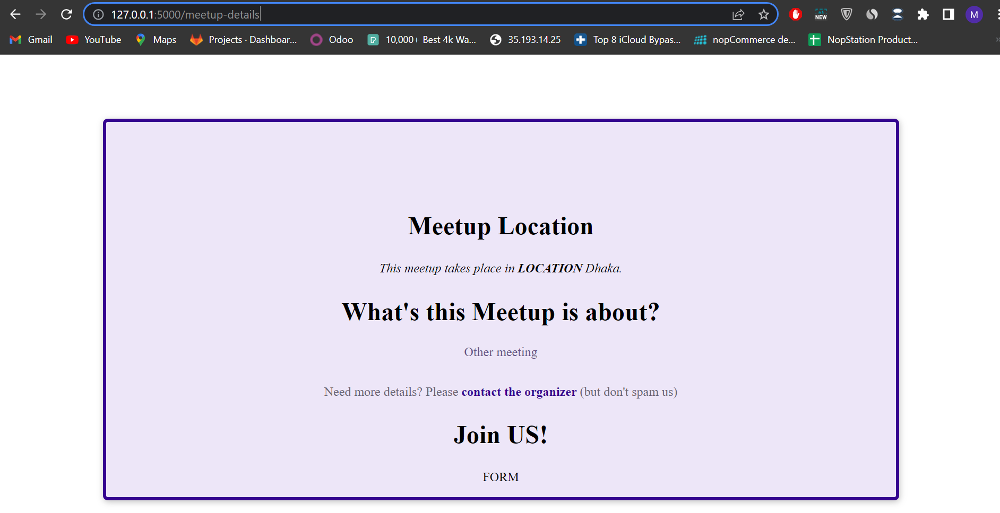 127.0.0.1:5000/meetup-details
NEW
M
Gmail YouTube Maps Projects · Dashboar... Odoo 10,000+ Best 4k Wa... 35.193.14.25 Top 8 iCloud Bypas... nopCommerce de... NopStation Product... »
Meetup Location
This meetup takes place in LOCATION Dhaka.
What's this Meetup is about?
Other meeting
Need more details? Please contact the organizer (but don't spam us)
Join US!
FORM